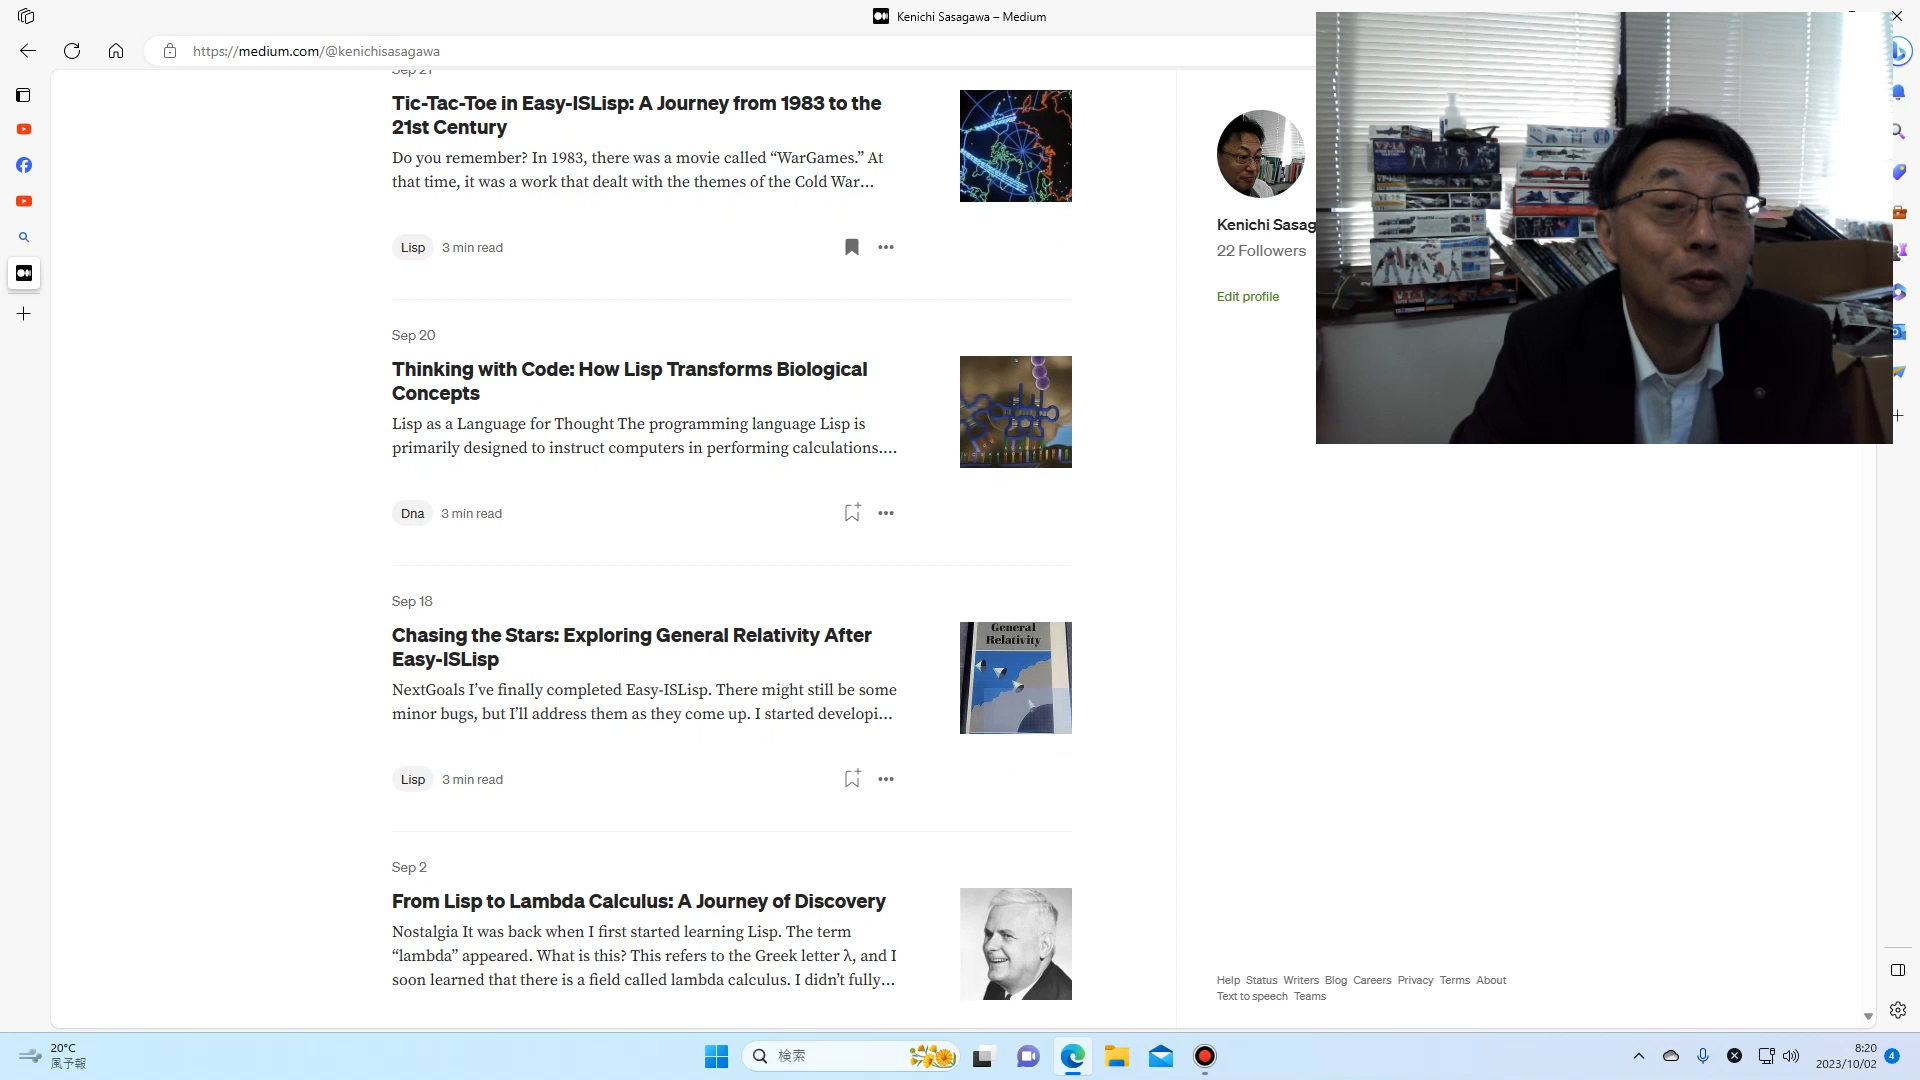 Kenichi Sasagawa – Medium
https://medium.com/@kenichisasagawa
Sep 21
Tic-Tac-Toe in Easy-ISLisp: A Journey from 1983 to the
21st Century
Do you remember? In 1983, there was a movie called “WarGames.” At
that time, it was a work that dealt with the themes of the Cold War…
Lisp 3 min read
Sep 20
Thinking with Code: How Lisp Transforms Biological
Concepts
Lisp as a Language for Thought The programming language Lisp is
primarily designed to instruct computers in performing calculations.…
Dna 3 min read
Sep 18
Chasing the Stars: Exploring General Relativity After
Easy-ISLisp
NextGoals I’ve finally completed Easy-ISLisp. There might still be some
minor bugs, but I’ll address them as they come up. I started developi…
General
Relativity
Lisp 3 min read
Sep 2
From Lisp to Lambda Calculus: A Journey of Discovery
Nostalgia It was back when I first started learning Lisp. The term
“lambda” appeared. What is this? This refers to the Greek letter λ, and I
soon learned that there is a field called lambda calculus. I didn’t fully…
Kenichi Sasag
22 Followers
Edit profile
VF-1A
VT-1
Help Status Writers Blog Careers Privacy Terms About
Text to speech Teams
20°C
風予報
検索
8:20
2023/10/02
4